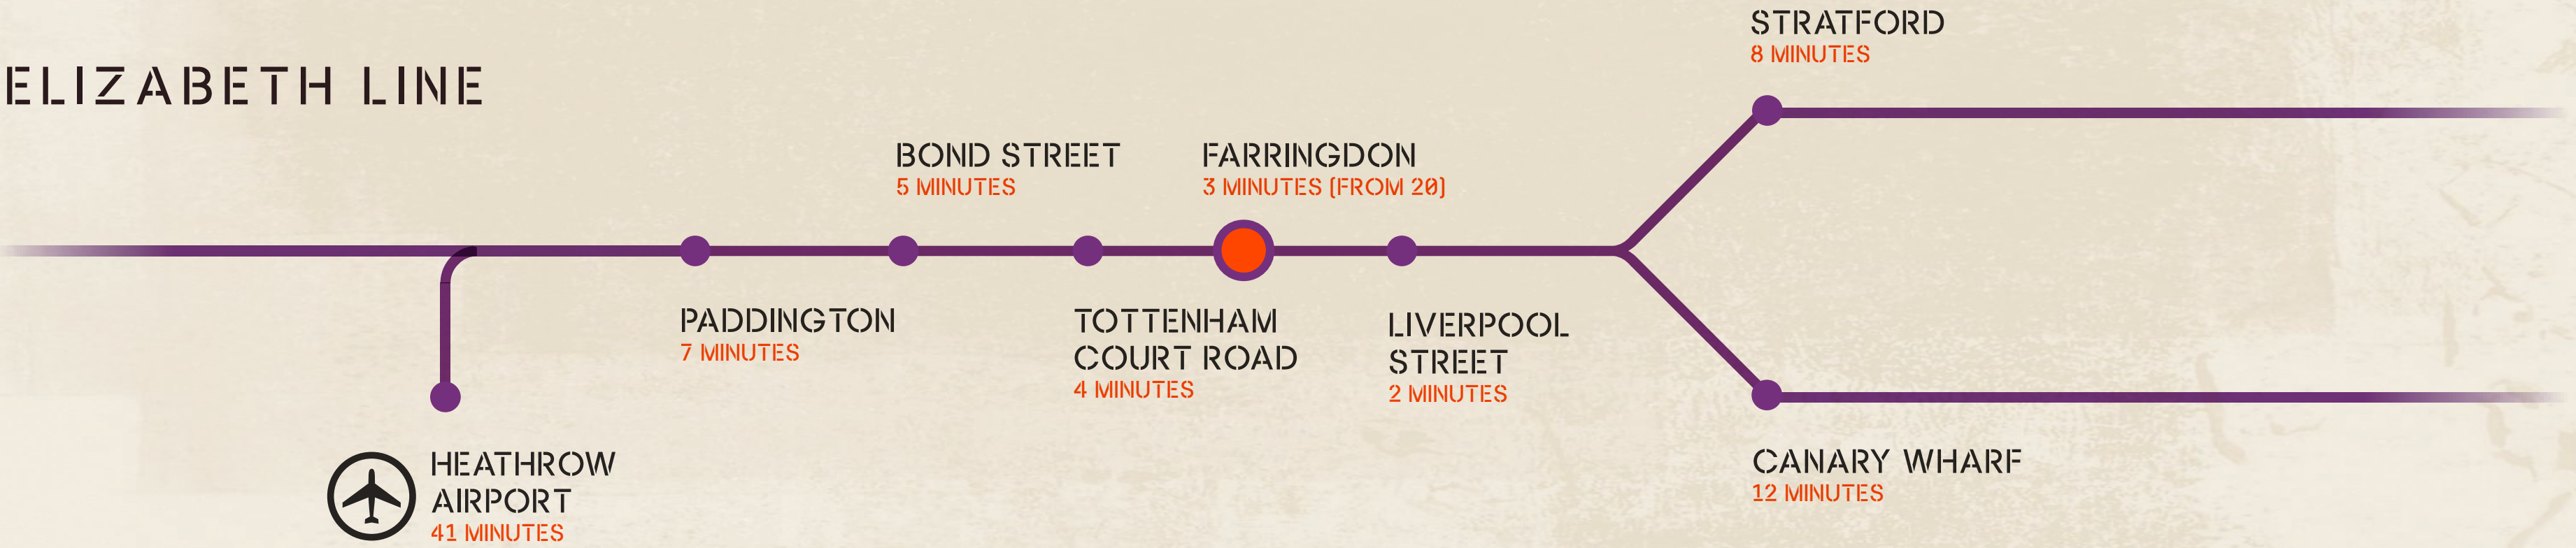 ELIZABETH LINE
STRATFORD
8 MINUTES
BOND STREET
5 MINUTES
FARRINGDON
3 MINUTES (FROM 20)
PADDINGTON
7 MINUTES
TOTTENHAM
COURT ROAD
4 MINUTES
LIVERPOOL
STREET
2 MINUTES
HEATHROW
AIRPORT
41 MINUTES
CANARY WHARF
12 MINUTES